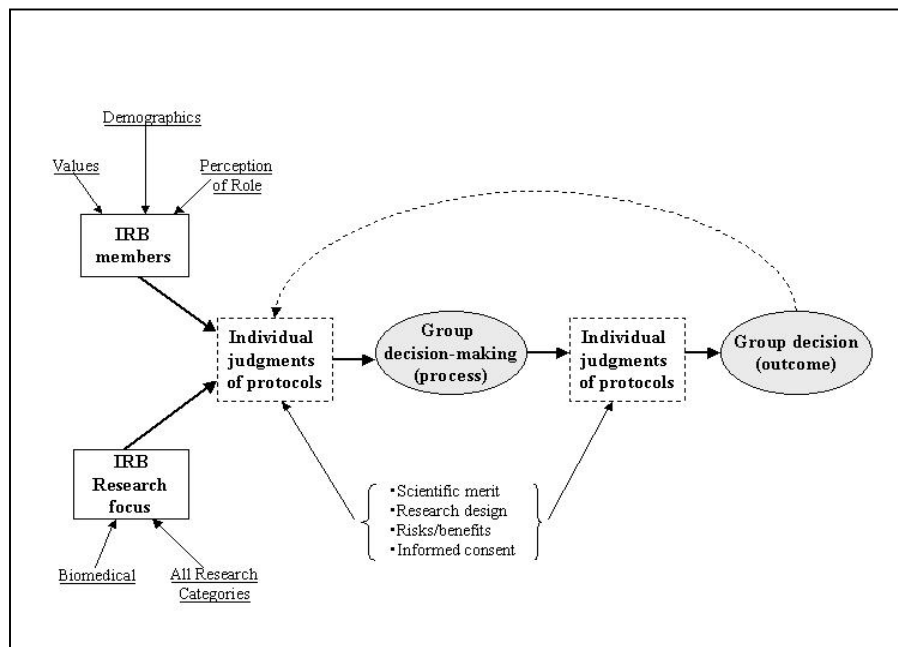 Demographics
Values
Perception
of Role
IRB
members
Individual
judgments
of protocols
Group
decision-making
(process)
Individual
judgments
of protocols
Group decision
(outcome)
IRB
Research
focus
▪Scientific merit
▪Research design
▪Risks/benefits
▪Informed consent
Biomedical
All Research
Categories